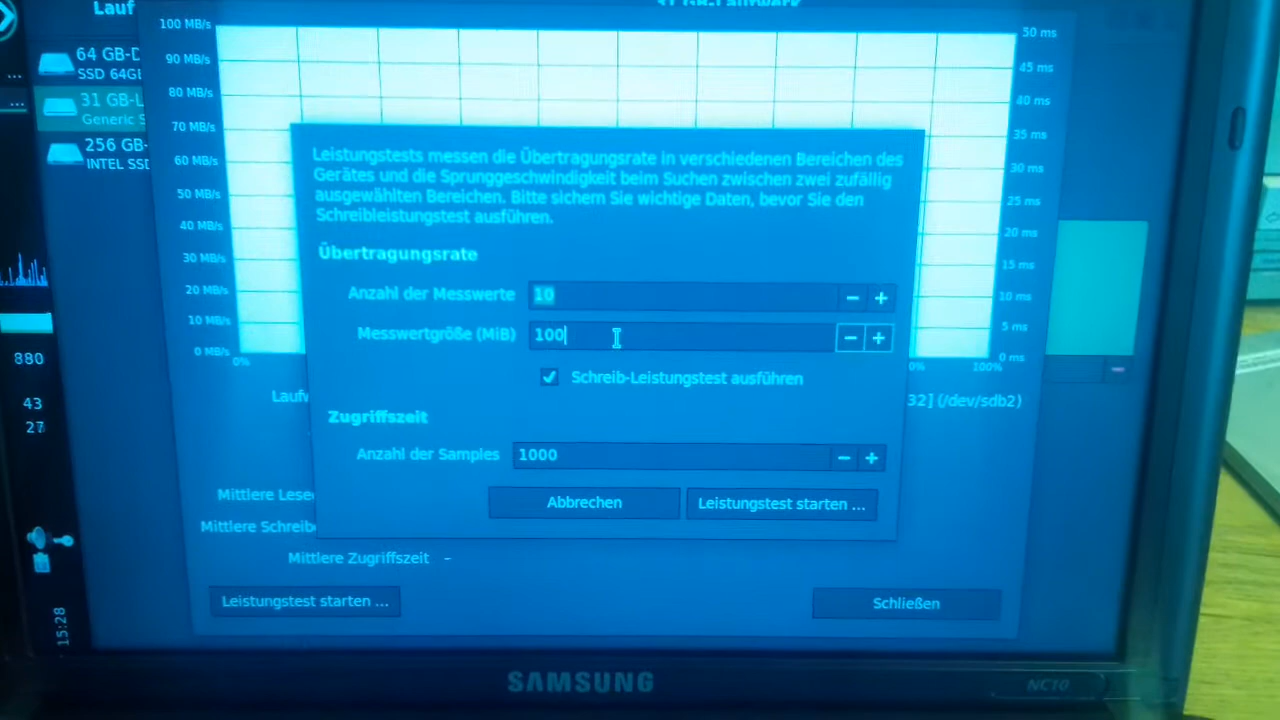 Lauf
100 MB/s
90 MB/s
80 MB/s
70 MB/s
60 MB/s
50 MB/s
40 MB/s
30 MB/s
20 MB/s
10 MB/s
0 MB/s
0%
50 ms
45 ms
40 ms
35 ms
30 ms
25 ms
20 ms
15 ms
10 ms
5 ms
0 ms
0%
100%
64 GB-
SSD 64G
31 GB-L
Generic S
256 GB-
INTEL SSD
Leistungstests messen die Übertragungsrate in verschiedenen Bereichen des
Gerätes und die Sprunggeschwindigkeit beim Suchen zwischen zwei zufällig
ausgewählten Bereichen. Bitte sichern Sie wichtige Daten, bevor Sie den
Schreibleistungstest ausführen.
Übertragungsrate
Anzahl der Messwerte 10 − +
Messwertgröße (MiB) 100 − +
Schreib-Leistungstest ausführen
Zugriffszeit
Anzahl der Samples 1000 − +
Abbrechen Leistungstest starten ...
Laufw
32] (/dev/sdb2)
Mittlere Lese
Mittlere Schreib
Mittlere Zugriffszeit –
Leistungstest starten ... Schließen
880
43
27
15:28
SAMSUNG
NC10